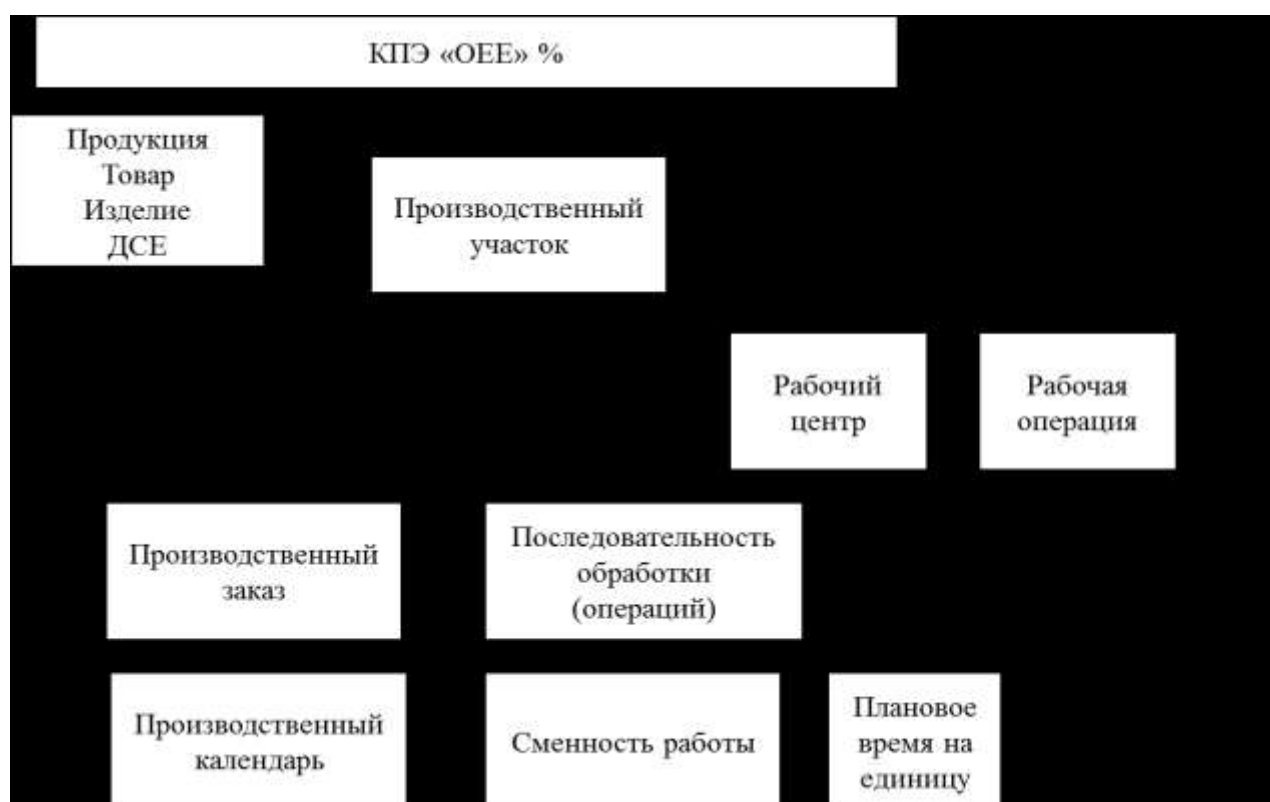 КПЭ «OEE» %
Продукция
Товар
Изделие
ДСЕ
Производственный
участок
Рабочий
центр
Рабочая
операция
Производственный
заказ
Последовательность
обработки
(операций)
Производственный
календарь
Сменность работы
Плановое
время на
единицу